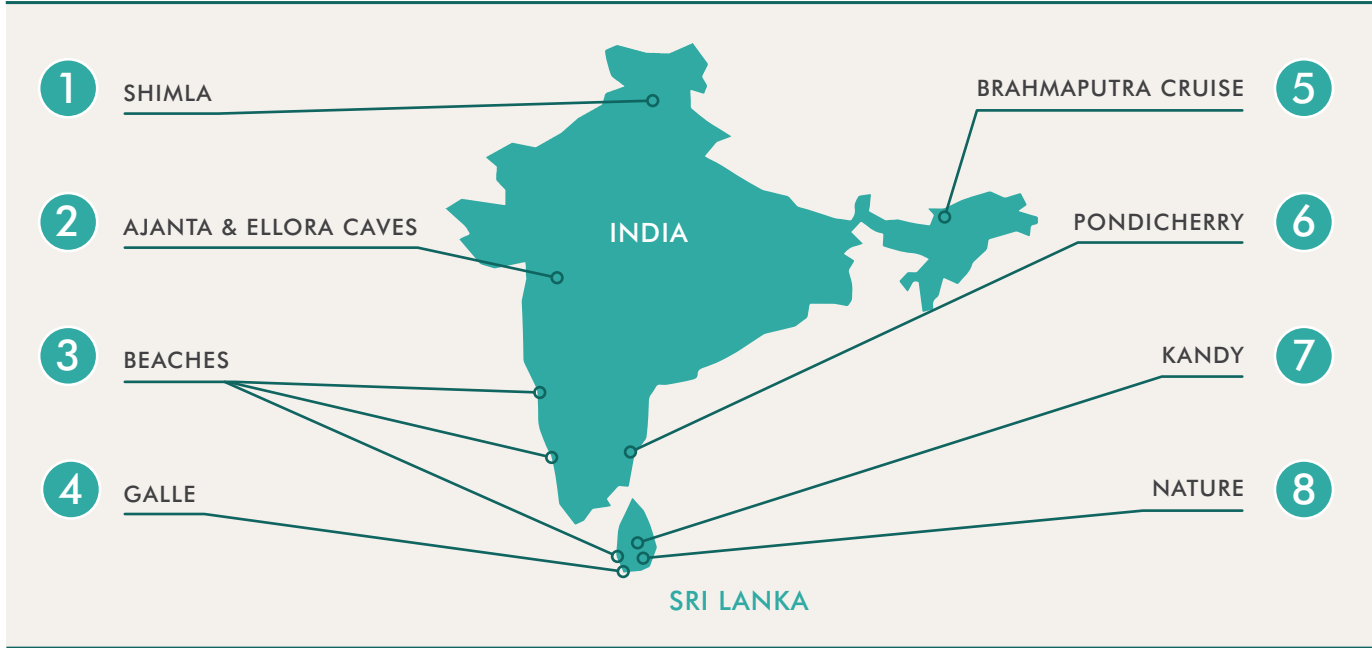 1 SHIMLA
2 AJANTA & ELLORA CAVES
3 BEACHES
4 GALLE
INDIA
SRI LANKA
BRAHMAPUTRA CRUISE 5
PONDICHERRY 6
KANDY 7
NATURE 8